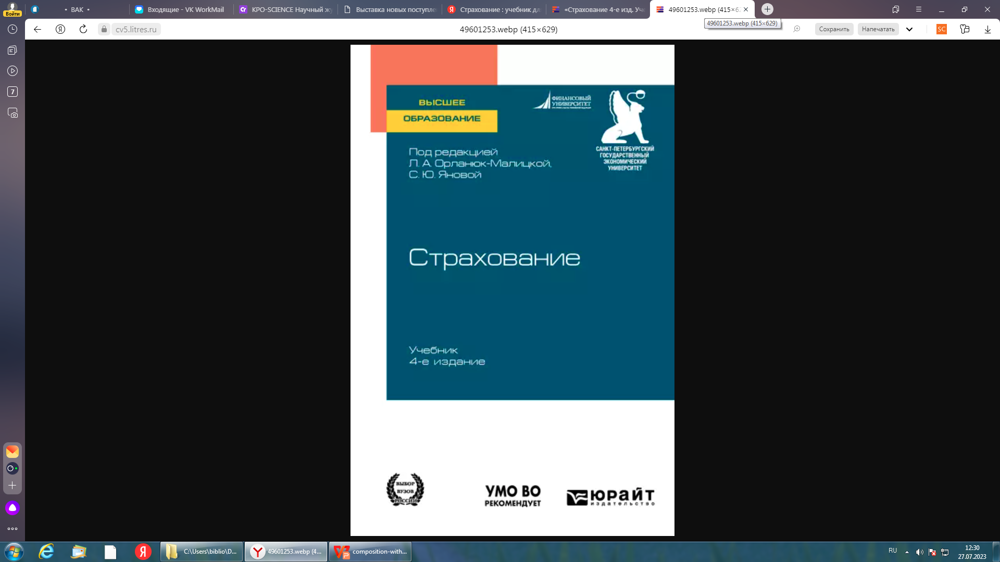 • ВАК •
Входящие - VK WorkMail
КРО-SCIENCE Научный жу
Выставка новых поступле
Страхование : учебник дл
«Страхование 4-е изд. Уче
49601253.webp (415×62
Войти
49601253.webp (415×629)
cv5.litres.ru
49601253.webp (415×629)
Сохранить
Напечатать
SC
7
ВЫСШЕЕ
ОБРАЗОВАНИЕ
ФИНАНСОВЫЙ
УНИВЕРСИТЕТ
САНКТ-ПЕТЕРБУРГСКИЙ
ГОСУДАРСТВЕННЫЙ
ЭКОНОМИЧЕСКИЙ
УНИВЕРСИТЕТ
Под редакцией
Л. А. Орланюк-Малицкой,
С. Ю. Яновой
Страхование
Учебник
4-е издание
ВЫБОР
ВУЗОВ
РОССИИ
УМО ВО
РЕКОМЕНДУЕТ
ЮРАЙТ
ИЗДАТЕЛЬСТВО
C:\Users\biblio\D...
49601253.webp (4...
composition-with...
RU
12:30
27.07.2023